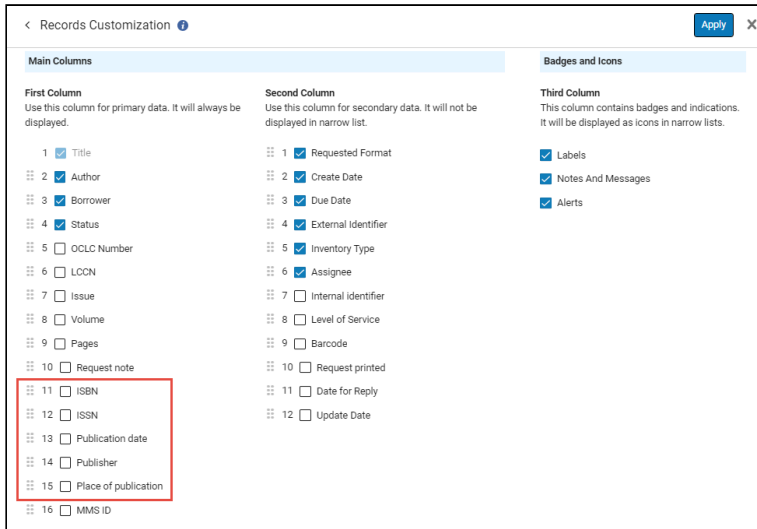 Records Customization
Apply
Main Columns
Badges and Icons
First Column
Use this column for primary data. It will always be
displayed.
1 Title
2 Author
3 Borrower
4 Status
5 OCLC Number
6 LCCN
7 Issue
8 Volume
9 Pages
10 Request note
11 ISBN
12 ISSN
13 Publication date
14 Publisher
15 Place of publication
16 MMS ID
Second Column
Use this column for secondary data. It will not be
displayed in narrow list.
1 Requested Format
2 Create Date
3 Due Date
4 External Identifier
5 Inventory Type
6 Assignee
7 Internal identifier
8 Level of Service
9 Barcode
10 Request printed
11 Date for Reply
12 Update Date
Third Column
This column contains badges and indications.
It will be displayed as icons in narrow lists.
Labels
Notes And Messages
Alerts